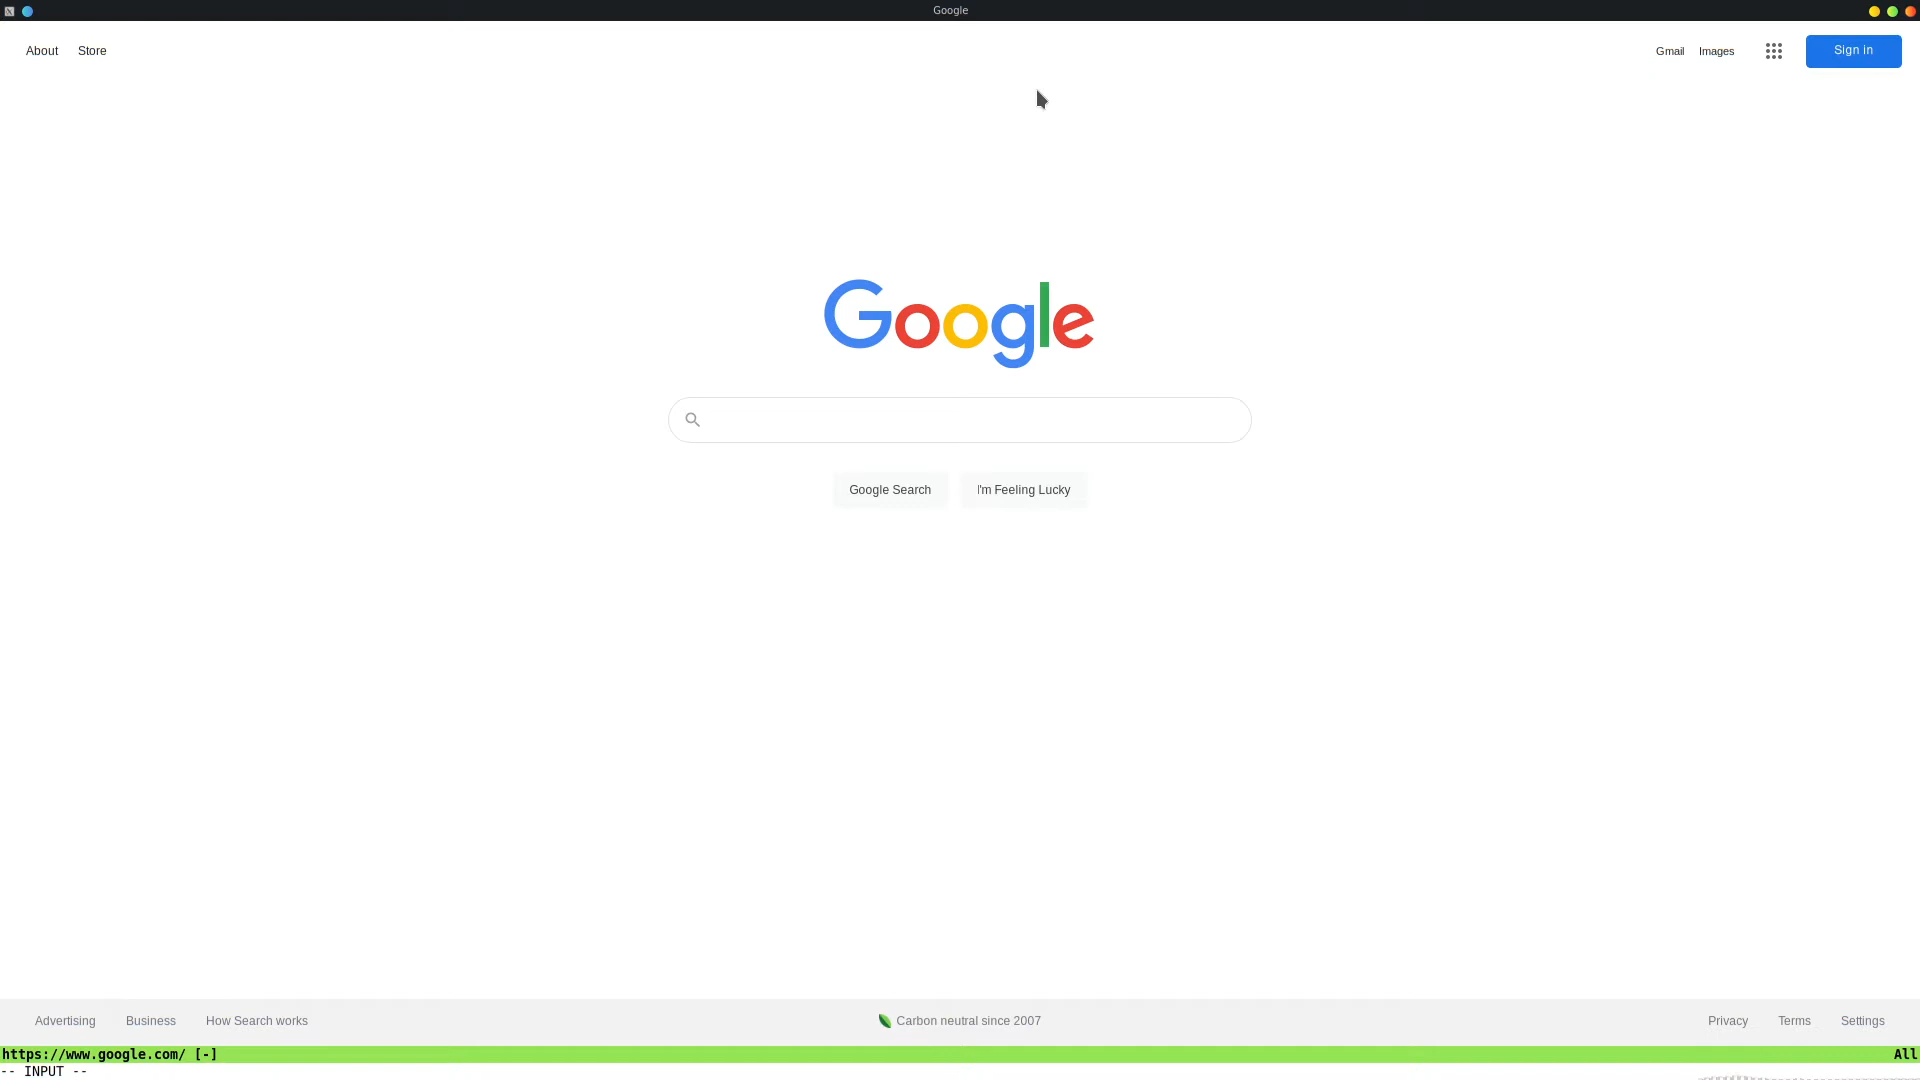 Google
About Store Gmail Images Sign in
Google
Google Search I'm Feeling Lucky
Advertising Business How Search works Carbon neutral since 2007 Privacy Terms Settings
https://www.google.com/ [-] All
-- INPUT --